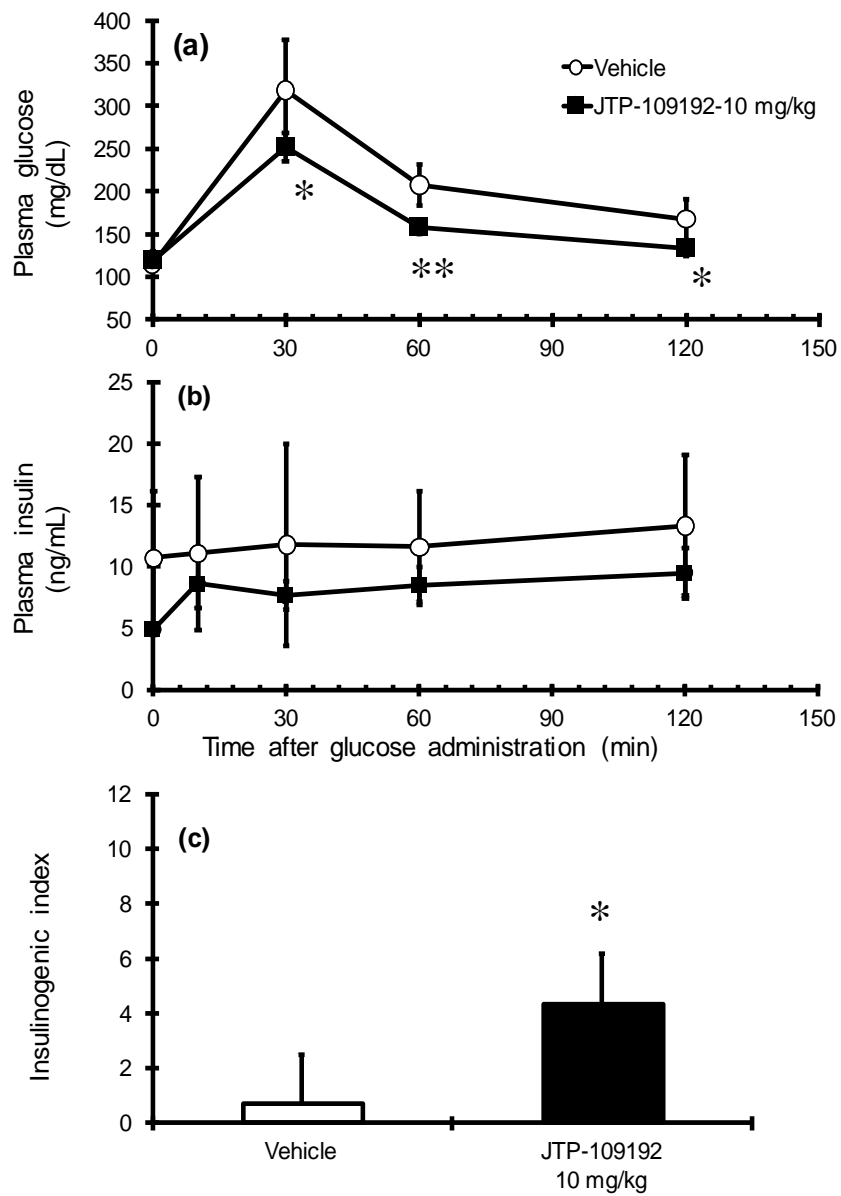 400
(a)
350
Vehicle
300
JTP-109192-10 mg/kg
250
200
150
100
50
Plasma glucose
(mg/dL)
*
**
*
0 30 60 90 120 150
25
(b)
20
15
10
5
0
Plasma insulin
(ng/mL)
0 30 60 90 120 150
Time after glucose administration (min)
12
(c)
10
8
6
4
2
0
Insulinogenic index
*
Vehicle
JTP-109192
10 mg/kg